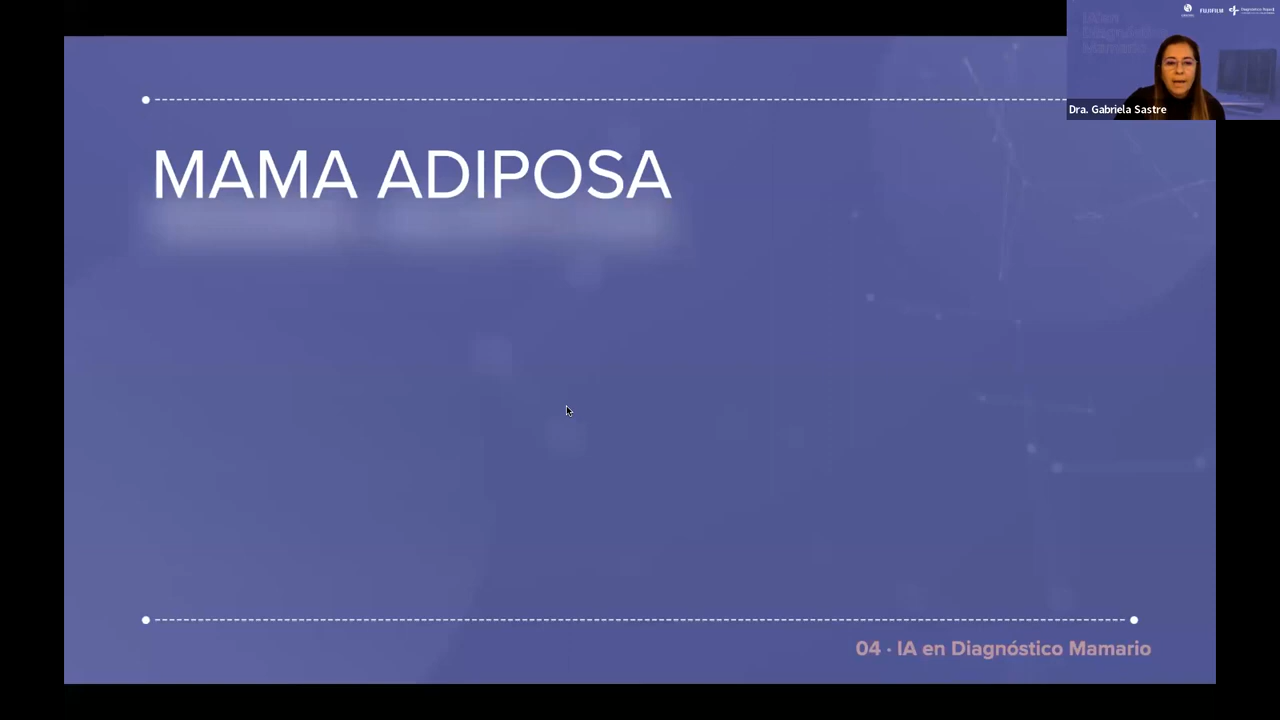 FUJIFILM
Dra. Gabriela Sastre
MAMA ADIPOSA
04 · IA en Diagnóstico Mamario